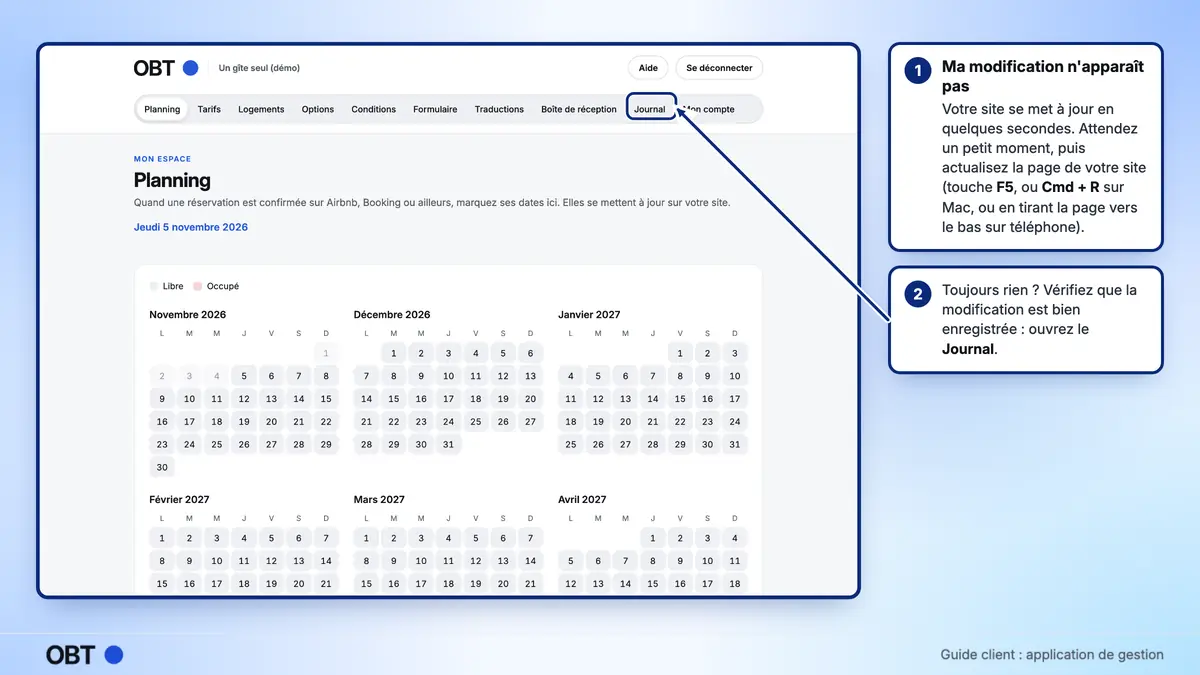 OBT
Un gîte seul (démo)
Aide
Se déconnecter
Planning
Tarifs
Logements
Options
Conditions
Formulaire
Traductions
Boîte de réception
Journal
Mon compte
MON ESPACE
Planning
Quand une réservation est confirmée sur Airbnb, Booking ou ailleurs, marquez ses dates ici. Elles se mettent à jour sur votre site.
Jeudi 5 novembre 2026
Libre
Occupé
Novembre 2026
L M M J V S D
1
2 3 4 5 6 7 8
9 10 11 12 13 14 15
16 17 18 19 20 21 22
23 24 25 26 27 28 29
30
Décembre 2026
L M M J V S D
1 2 3 4 5 6
7 8 9 10 11 12 13
14 15 16 17 18 19 20
21 22 23 24 25 26 27
28 29 30 31
Janvier 2027
L M M J V S D
1 2 3
4 5 6 7 8 9 10
11 12 13 14 15 16 17
18 19 20 21 22 23 24
25 26 27 28 29 30 31
Février 2027
L M M J V S D
1 2 3 4 5 6 7
8 9 10 11 12 13 14
15 16 17 18 19 20 21
Mars 2027
L M M J V S D
1 2 3 4 5 6 7
8 9 10 11 12 13 14
15 16 17 18 19 20 21
Avril 2027
L M M J V S D
1 2 3 4
5 6 7 8 9 10 11
12 13 14 15 16 17 18
1
Ma modification n'apparaît
pas
Votre site se met à jour en
quelques secondes. Attendez
un petit moment, puis
actualisez la page de votre site
(touche F5, ou Cmd + R sur
Mac, ou en tirant la page vers
le bas sur téléphone).
2
Toujours rien ? Vérifiez que la
modification est bien
enregistrée : ouvrez le
Journal.
OBT
Guide client : application de gestion